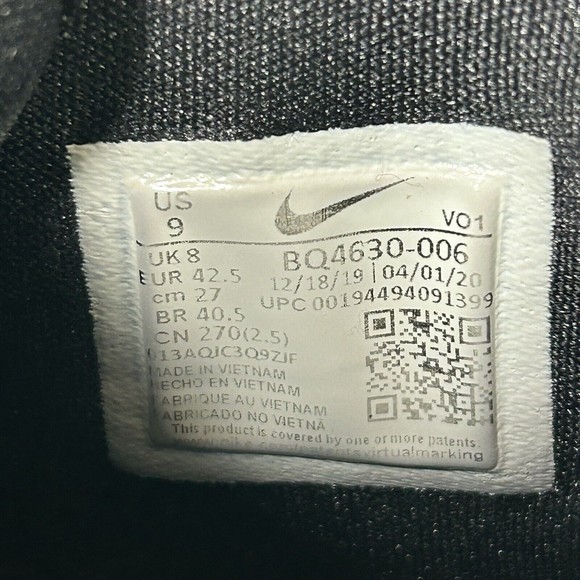 US
9
VO1
UK 8
BQ4630-006
EUR 42.5
12/18/19 | 04/01/20
cm 27
UPC 00194494091399
BR 40.5
CN 270(2.5)
013AQJC3Q9ZJF
MADE IN VIETNAM
HECHO EN VIETNAM
FABRIQUE AU VIETNAM
FABRICADO NO VIETNÃ
This product is covered by one or more patents.